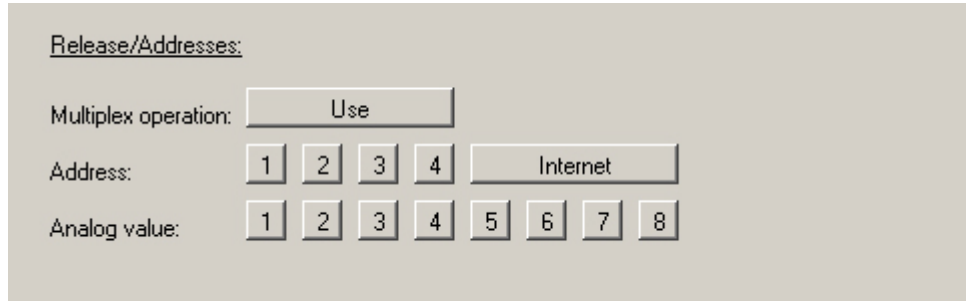 Release/Addresses:
Multiplex operation: Use
Address: 1 2 3 4 Internet
Analog value: 1 2 3 4 5 6 7 8